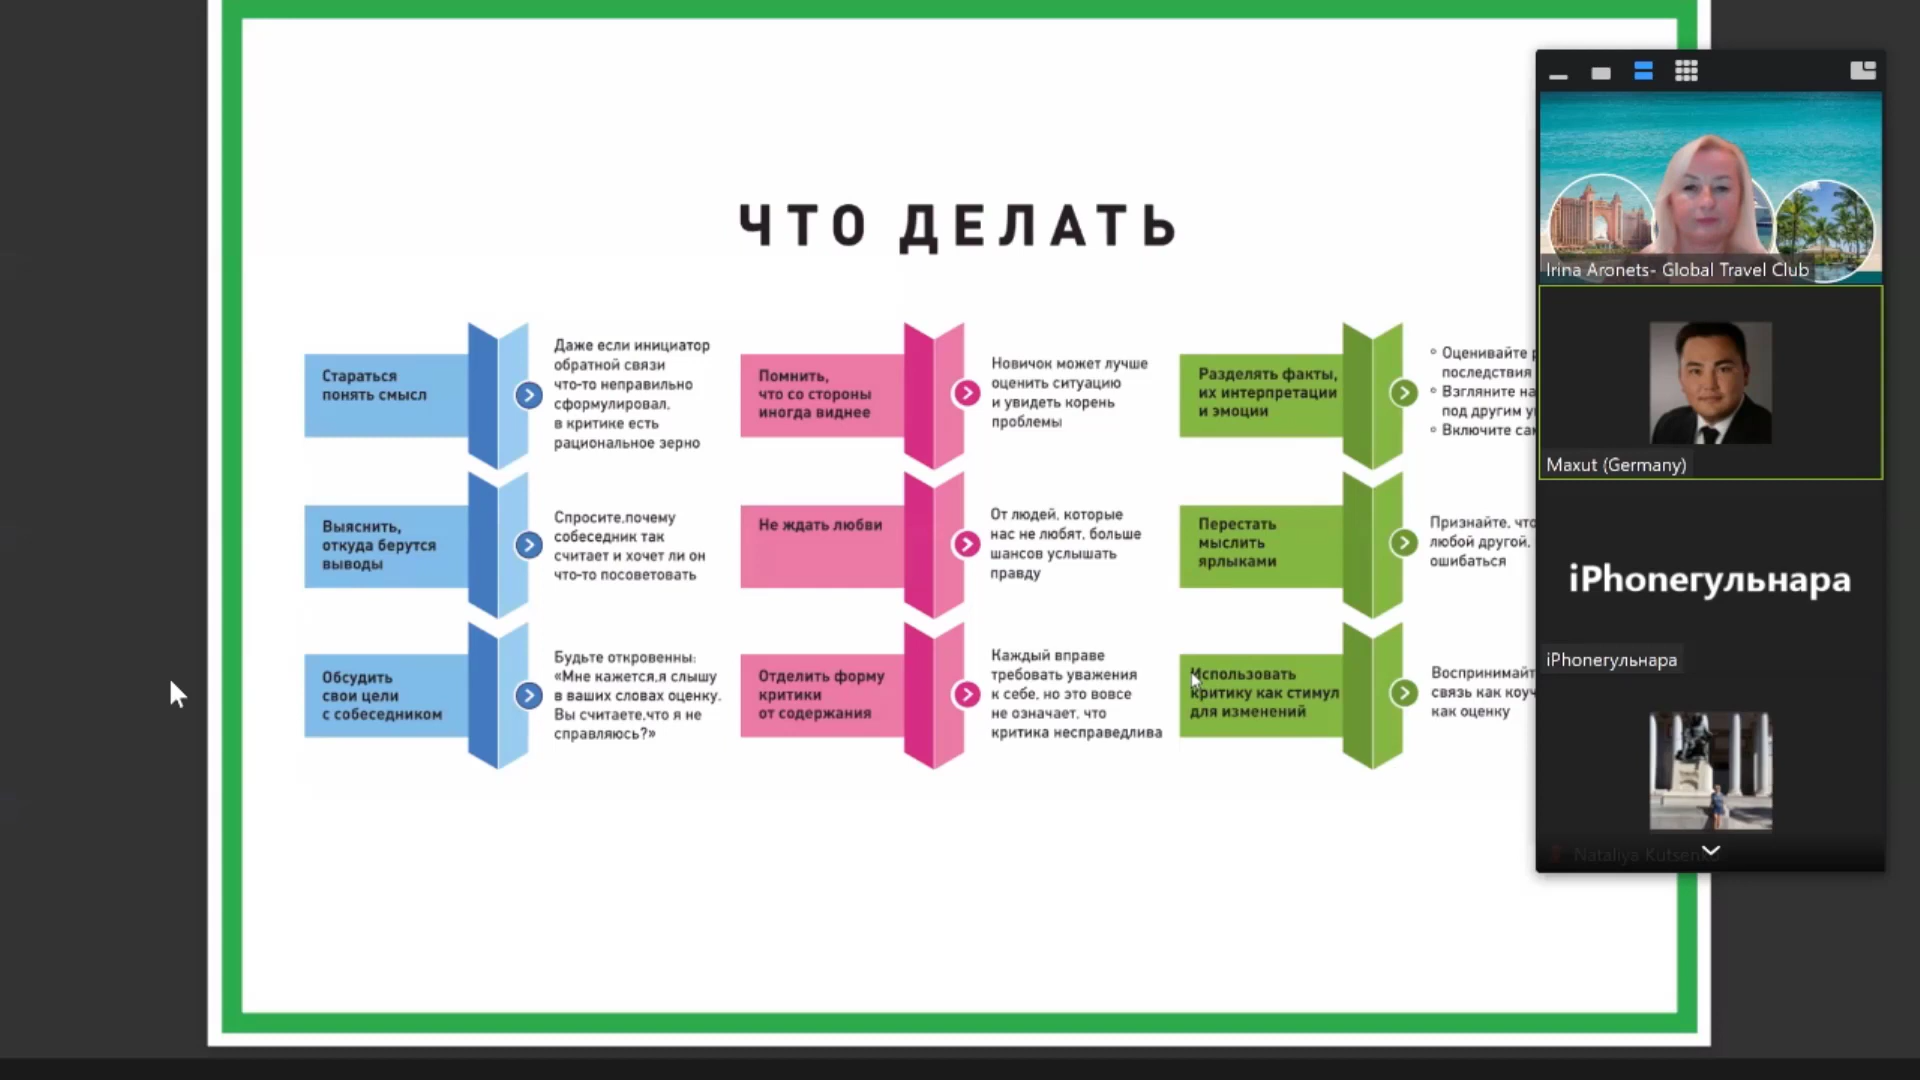 ЧТО ДЕЛАТЬ
Стараться
понять смысл
Даже если инициатор
обратной связи
что-то неправильно
сформулировал,
в критике есть
рациональное зерно
Выяснить,
откуда берутся
выводы
Спросите,почему
собеседник так
считает и хочет ли он
что-то посоветовать
Обсудить
свои цели
с собеседником
Будьте откровенны:
«Мне кажется,я слышу
в ваших словах оценку.
Вы считаете,что я не
справляюсь?»
Помнить,
что со стороны
иногда виднее
Новичок может лучше
оценить ситуацию
и увидеть корень
проблемы
Не ждать любви
От людей, которые
нас не любят, больше
шансов услышать
правду
Отделить форму
критики
от содержания
Каждый вправе
требовать уважения
к себе, но это вовсе
не означает, что
критика несправедлива
Разделять факты,
их интерпретации
и эмоции
Оценивайте
последствия
Взгляните на
под другим
Включите
Перестать
мыслить
ярлыками
Признайте, что
любой другой,
ошибаться
Использовать
критику как стимул
для изменений
Воспринимайт
связь как
как оценку
Irina Aronets- Global Travel Club
Maxut (Germany)
iPhoneгульнара
iPhoneгульнара
Nataliya Kutsenko